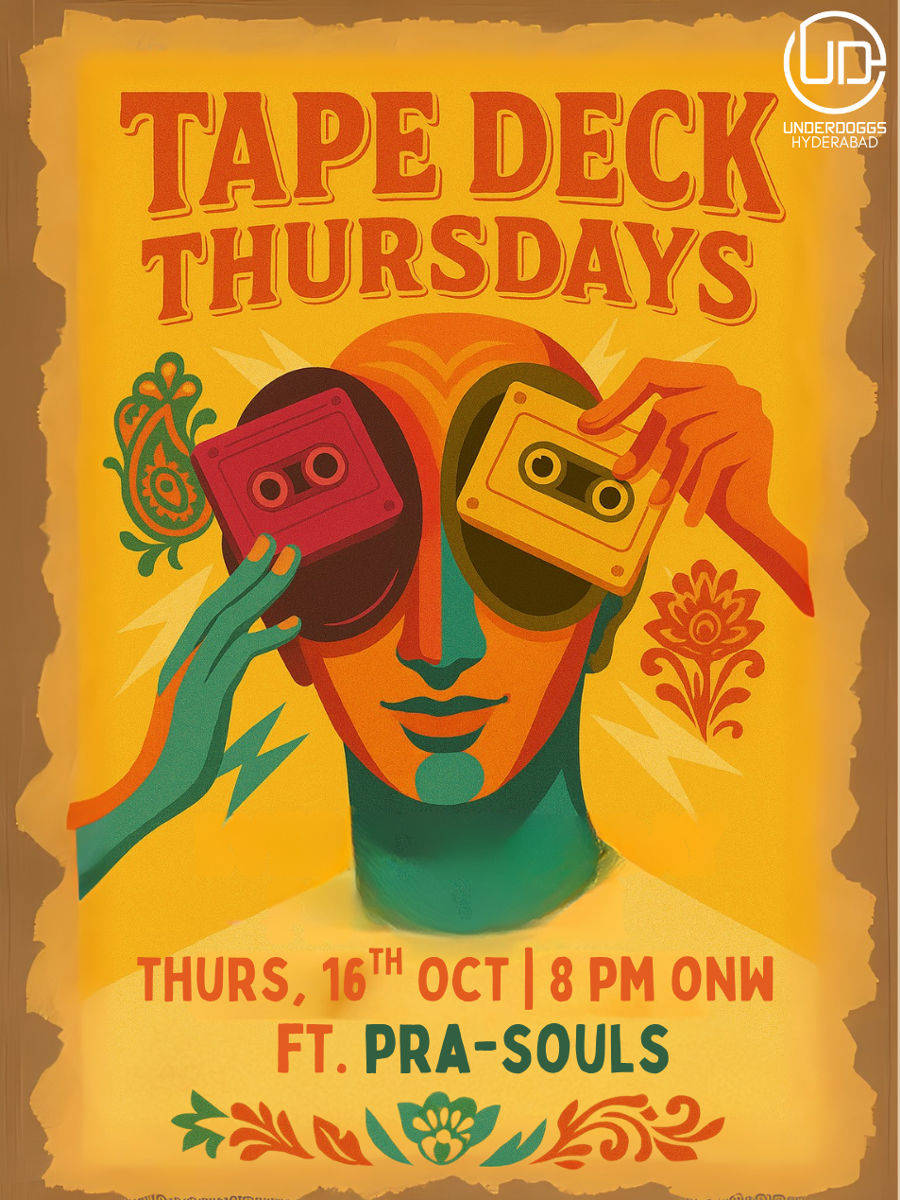 UD
UNDERDOGGS
HYDERABAD
TAPE DECK
THURSDAYS
THURS, 16TH OCT | 8 PM ONW
FT. PRA-SOULS